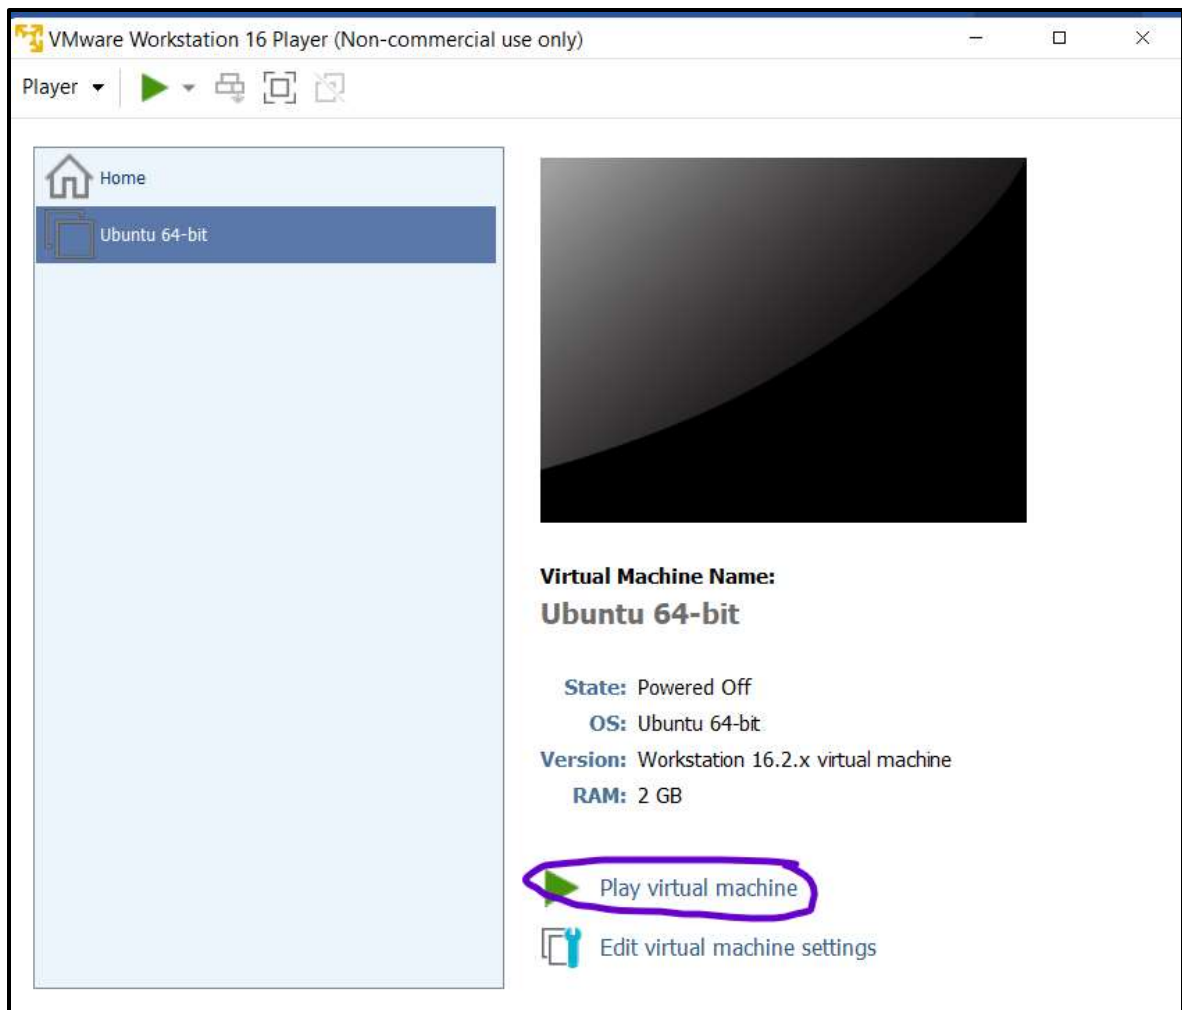 VMware Workstation 16 Player (Non-commercial use only)
Player
Home
Ubuntu 64-bit
Virtual Machine Name:
Ubuntu 64-bit
State: Powered Off
OS: Ubuntu 64-bit
Version: Workstation 16.2.x virtual machine
RAM: 2 GB
Play virtual machine
Edit virtual machine settings